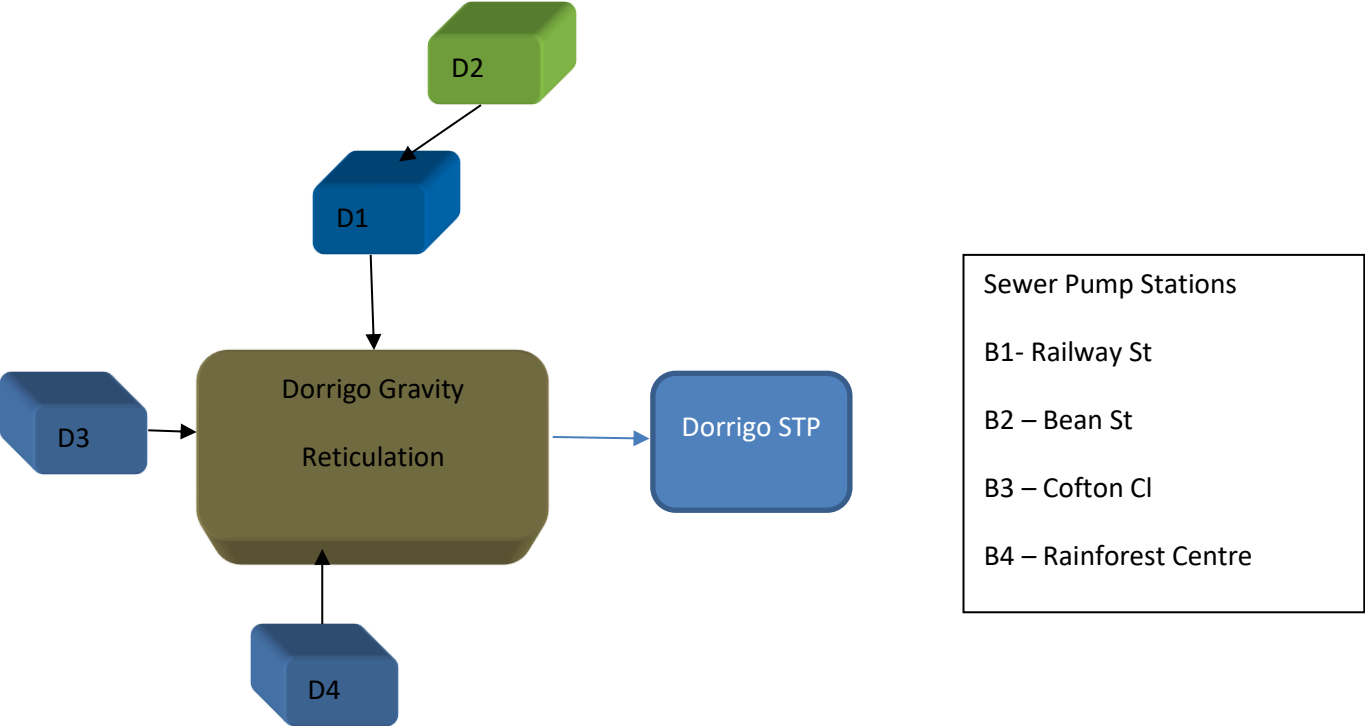 D2
D1
Dorrigo Gravity
Reticulation
D3
Dorrigo STP
D4
Sewer Pump Stations
B1- Railway St
B2 – Bean St
B3 – Cofton Cl
B4 – Rainforest Centre